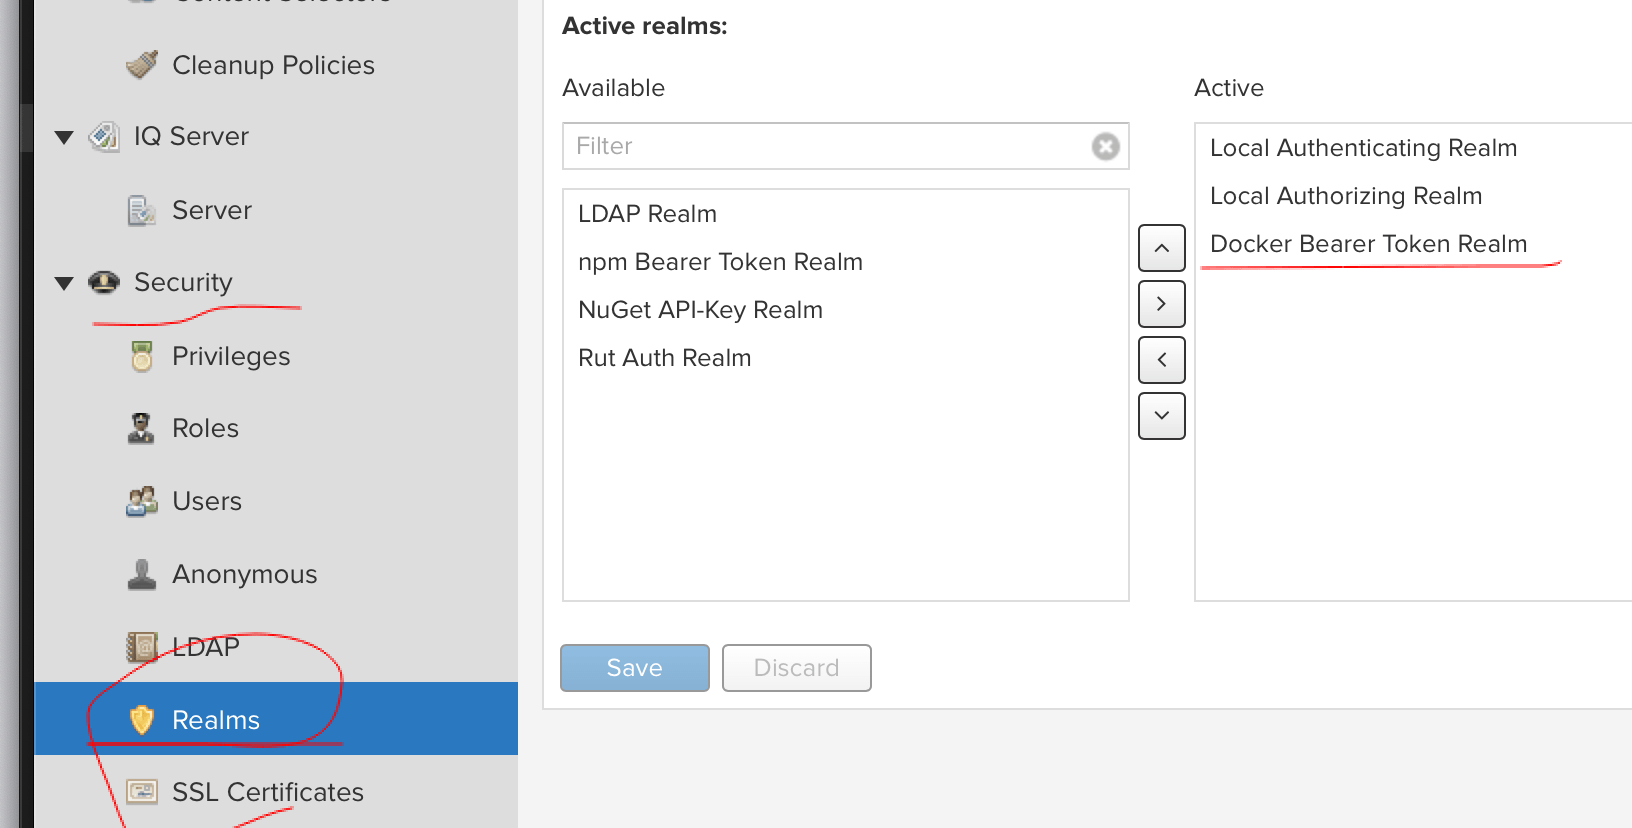 Content Selectors
Cleanup Policies
IQ Server
Server
Security
Privileges
Roles
Users
Anonymous
LDAP
Realms
SSL Certificates
Active realms:
Available
Filter
LDAP Realm
npm Bearer Token Realm
NuGet API-Key Realm
Rut Auth Realm
Active
Local Authenticating Realm
Local Authorizing Realm
Docker Bearer Token Realm
Save
Discard